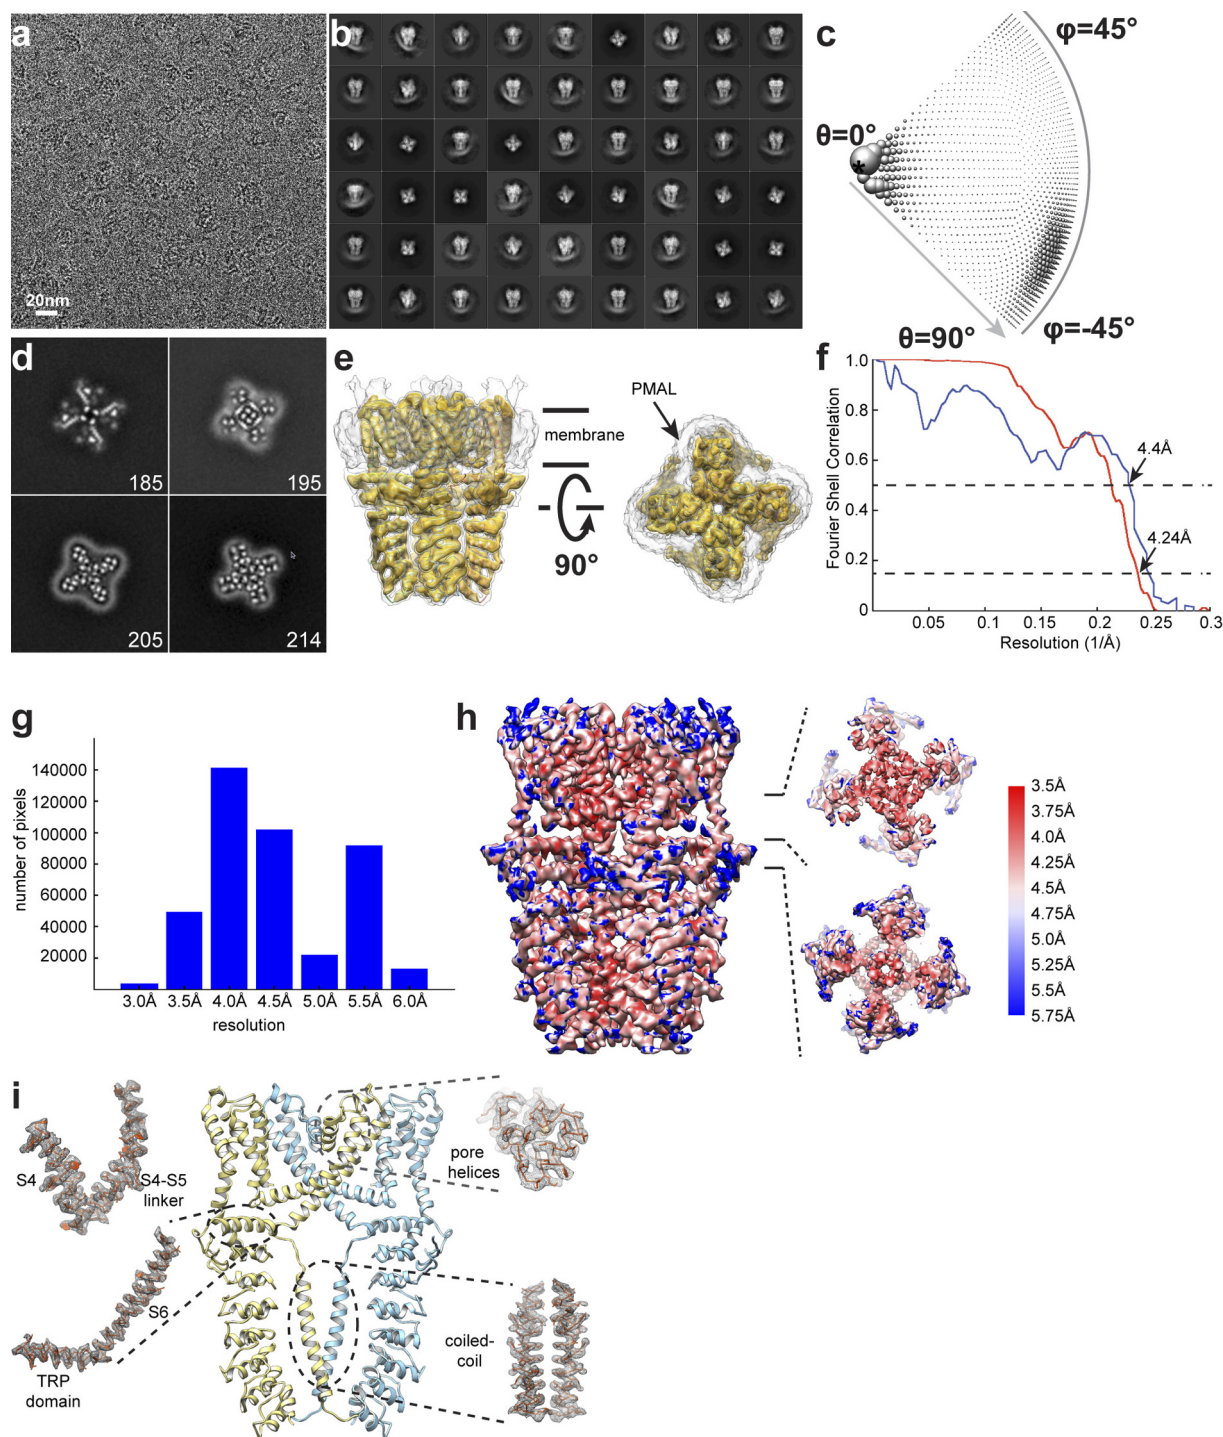 a
20nm
b
c
φ=45°
θ=0°
*
φ=-45°
θ=90°
d
185
195
205
214
e
membrane
90°
PMAL
f
Fourier Shell Correlation
1.0
0.8
0.6
0.4
0.2
0
4.4Å
4.24Å
0.05
0.1
0.15
0.2
0.25
0.3
Resolution (1/Å)
g
number of pixels
140000
120000
100000
80000
60000
40000
20000
3.0Å 3.5Å 4.0Å 4.5Å 5.0Å 5.5Å 6.0Å
resolution
h
3.5Å
3.75Å
4.0Å
4.25Å
4.5Å
4.75Å
5.0Å
5.25Å
5.5Å
5.75Å
i
S4
S4-S5
linker
S6
TRP
domain
pore
helices
coiled-
coil